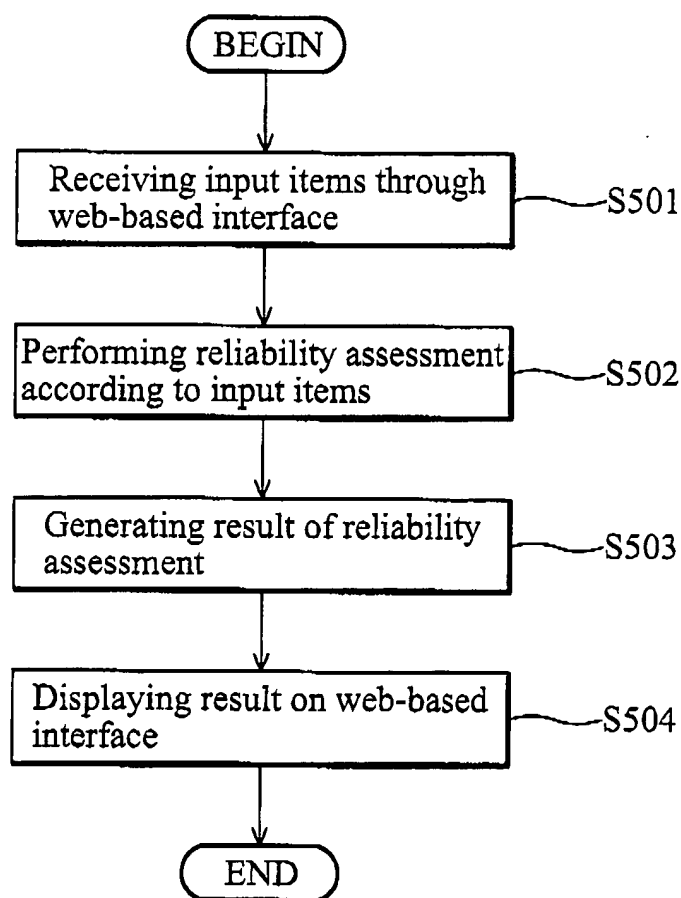 BEGIN
Receiving input items through
web-based interface
S501
Performing reliability assessment
according to input items
S502
Generating result of reliability
assessment
S503
Displaying result on web-based
interface
S504
END